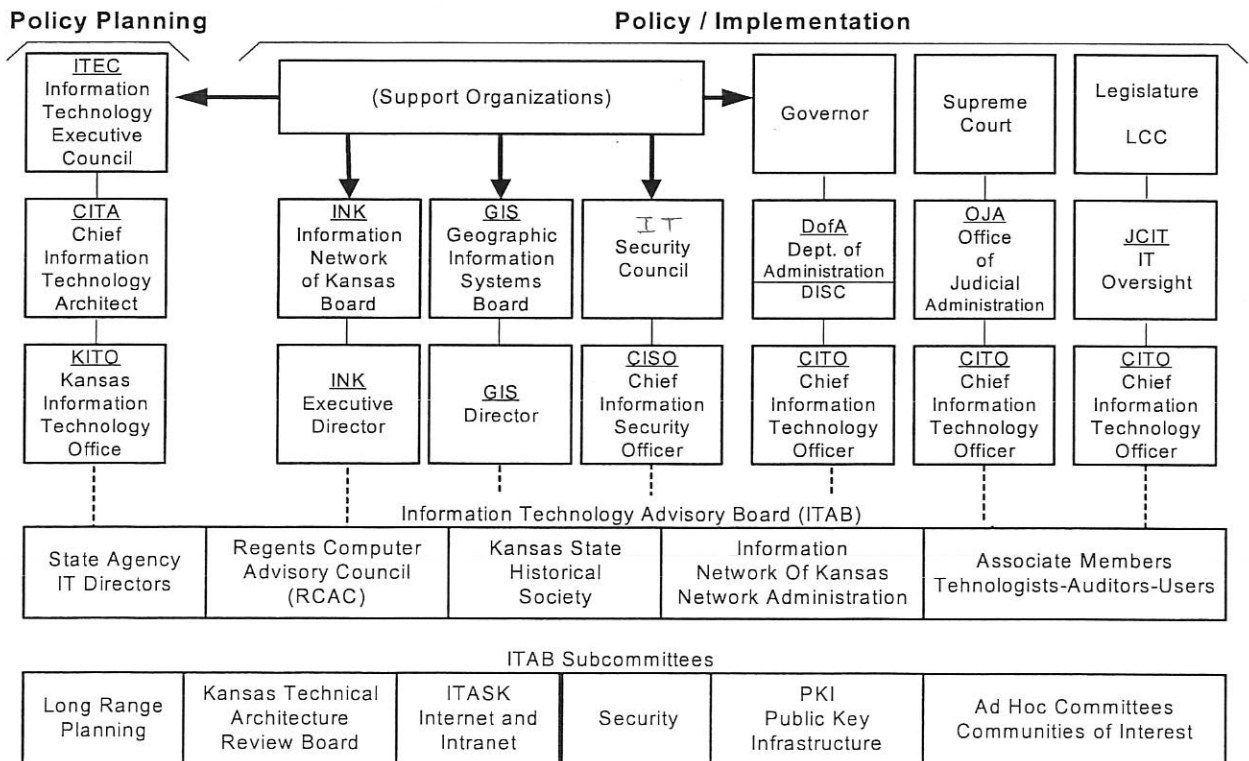 Policy Planning
Policy / Implementation
ITEC
Information
Technology
Executive
Council
(Support Organizations)
Governor
Supreme
Court
Legislature
LCC
CITA
Chief
Information
Technology
Architect
INK
Information
Network
of Kansas
Board
GIS
Geographic
Information
Systems
Board
IT
Security
Council
DofA
Dept. of
Administration
DISC
OJA
Office
of
Judicial
Administration
JCIT
IT
Oversight
KITO
Kansas
Information
Technology
Office
INK
Executive
Director
GIS
Director
CISO
Chief
Information
Security
Officer
CITO
Chief
Information
Technology
Officer
CITO
Chief
Information
Technology
Officer
CITO
Chief
Information
Technology
Officer
Information Technology Advisory Board (ITAB)
State Agency
IT Directors
Regents Computer
Advisory Council
(RCAC)
Kansas State
Historical
Society
Information
Network Of Kansas
Network Administration
Associate Members
Tehnologists-Auditors-Users
ITAB Subcommittees
Long Range
Planning
Kansas Technical
Architecture
Review Board
ITASK
Internet and
Intranet
Security
PKI
Public Key
Infrastructure
Ad Hoc Committees
Communities of Interest